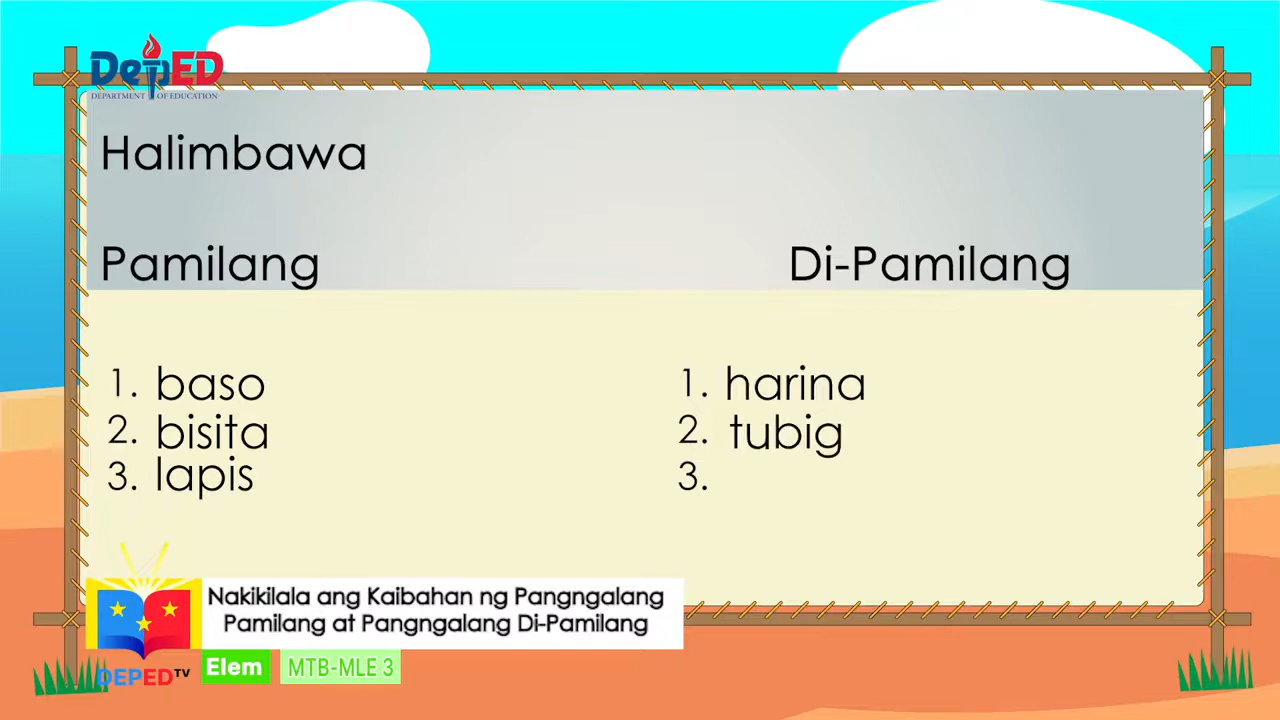 DepED
DEPARTMENT OF EDUCATION
Halimbawa
Pamilang
Di-Pamilang
1. baso
2. bisita
3. lapis
1. harina
2. tubig
3.
Nakikilala ang Kaibahan ng Pangngalang
Pamilang at Pangngalang Di-Pamilang
DEPED TV
Elem
MTB-MLE 3